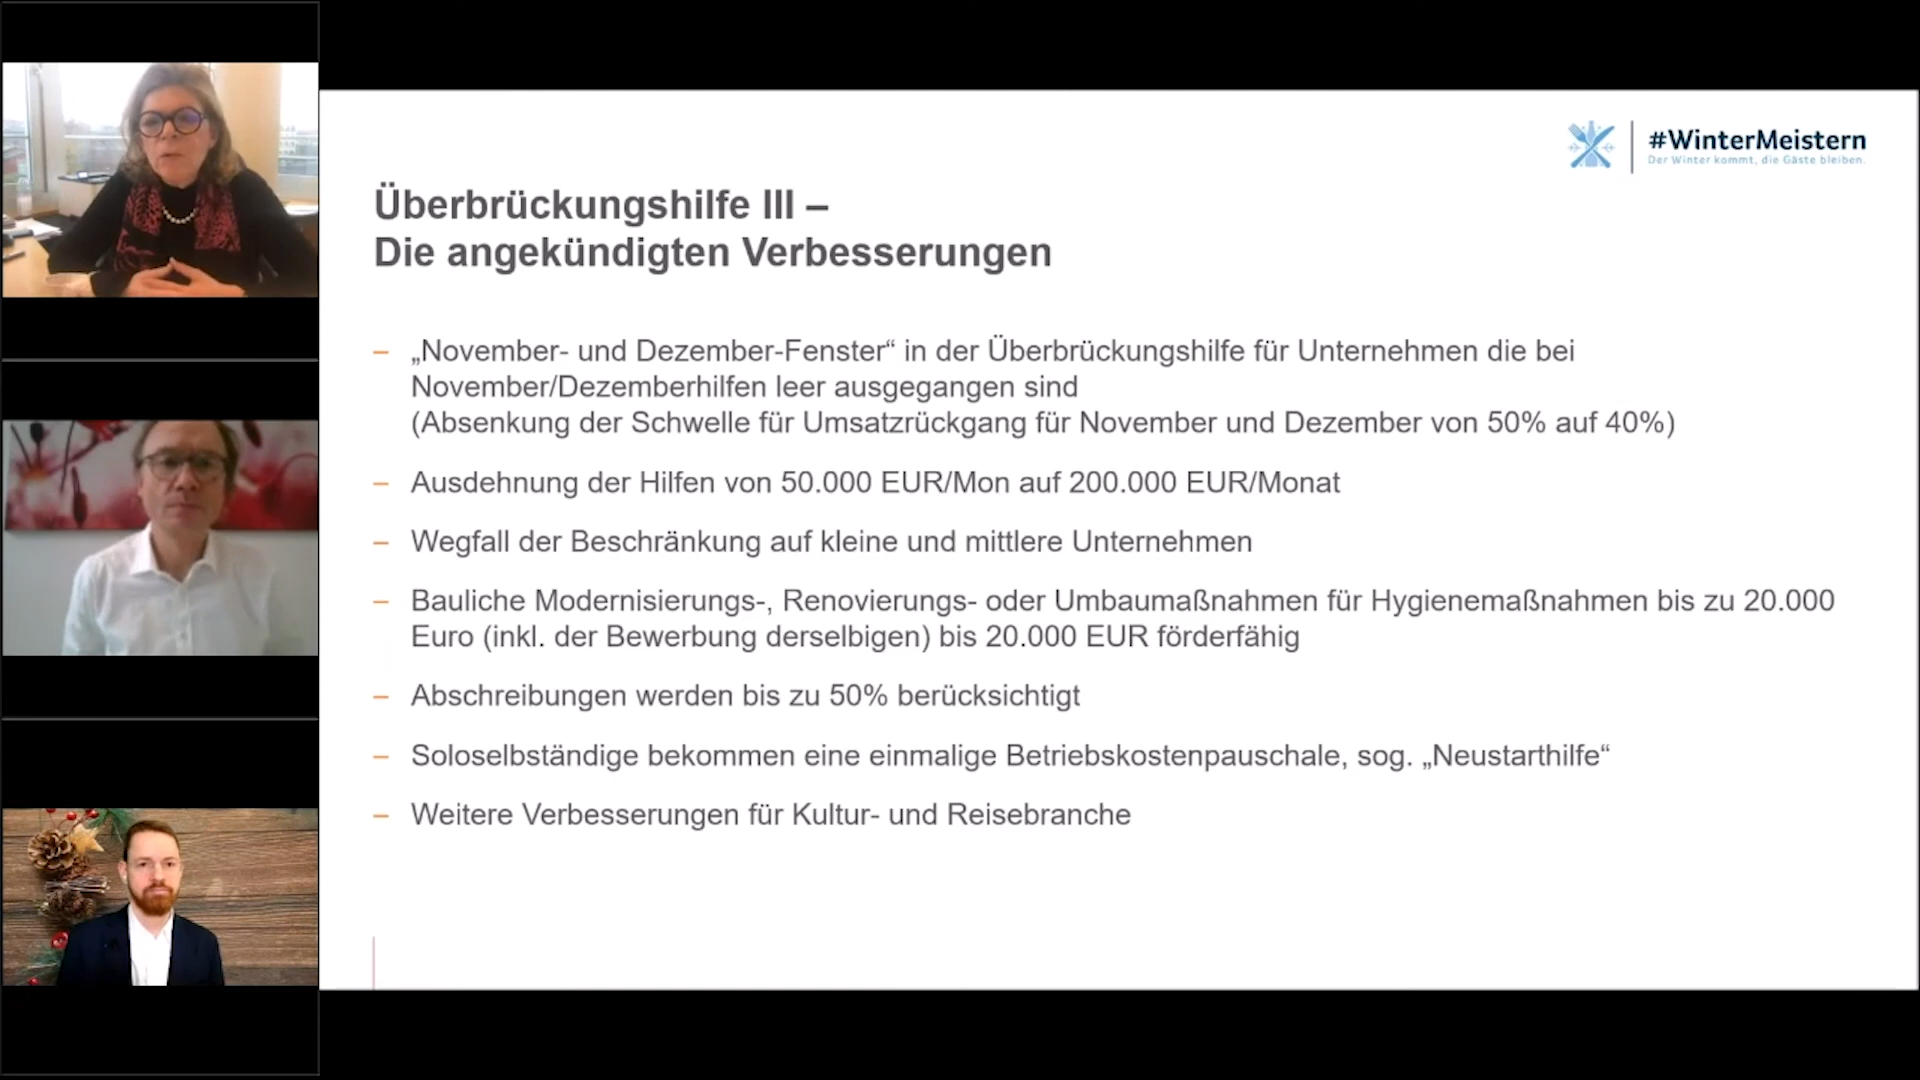 #WinterMeistern
Der Winter kommt, die Gäste bleiben.
Überbrückungshilfe III –
Die angekündigten Verbesserungen
– „November- und Dezember-Fenster“ in der Überbrückungshilfe für Unternehmen die bei
November/Dezemberhilfen leer ausgegangen sind
(Absenkung der Schwelle für Umsatzrückgang für November und Dezember von 50% auf 40%)
– Ausdehnung der Hilfen von 50.000 EUR/Mon auf 200.000 EUR/Monat
– Wegfall der Beschränkung auf kleine und mittlere Unternehmen
– Bauliche Modernisierungs-, Renovierungs- oder Umbaumaßnahmen für Hygienemaßnahmen bis zu 20.000
Euro (inkl. der Bewerbung derselbigen) bis 20.000 EUR förderfähig
– Abschreibungen werden bis zu 50% berücksichtigt
– Soloselbständige bekommen eine einmalige Betriebskostenpauschale, sog. „Neustarthilfe“
– Weitere Verbesserungen für Kultur- und Reisebranche